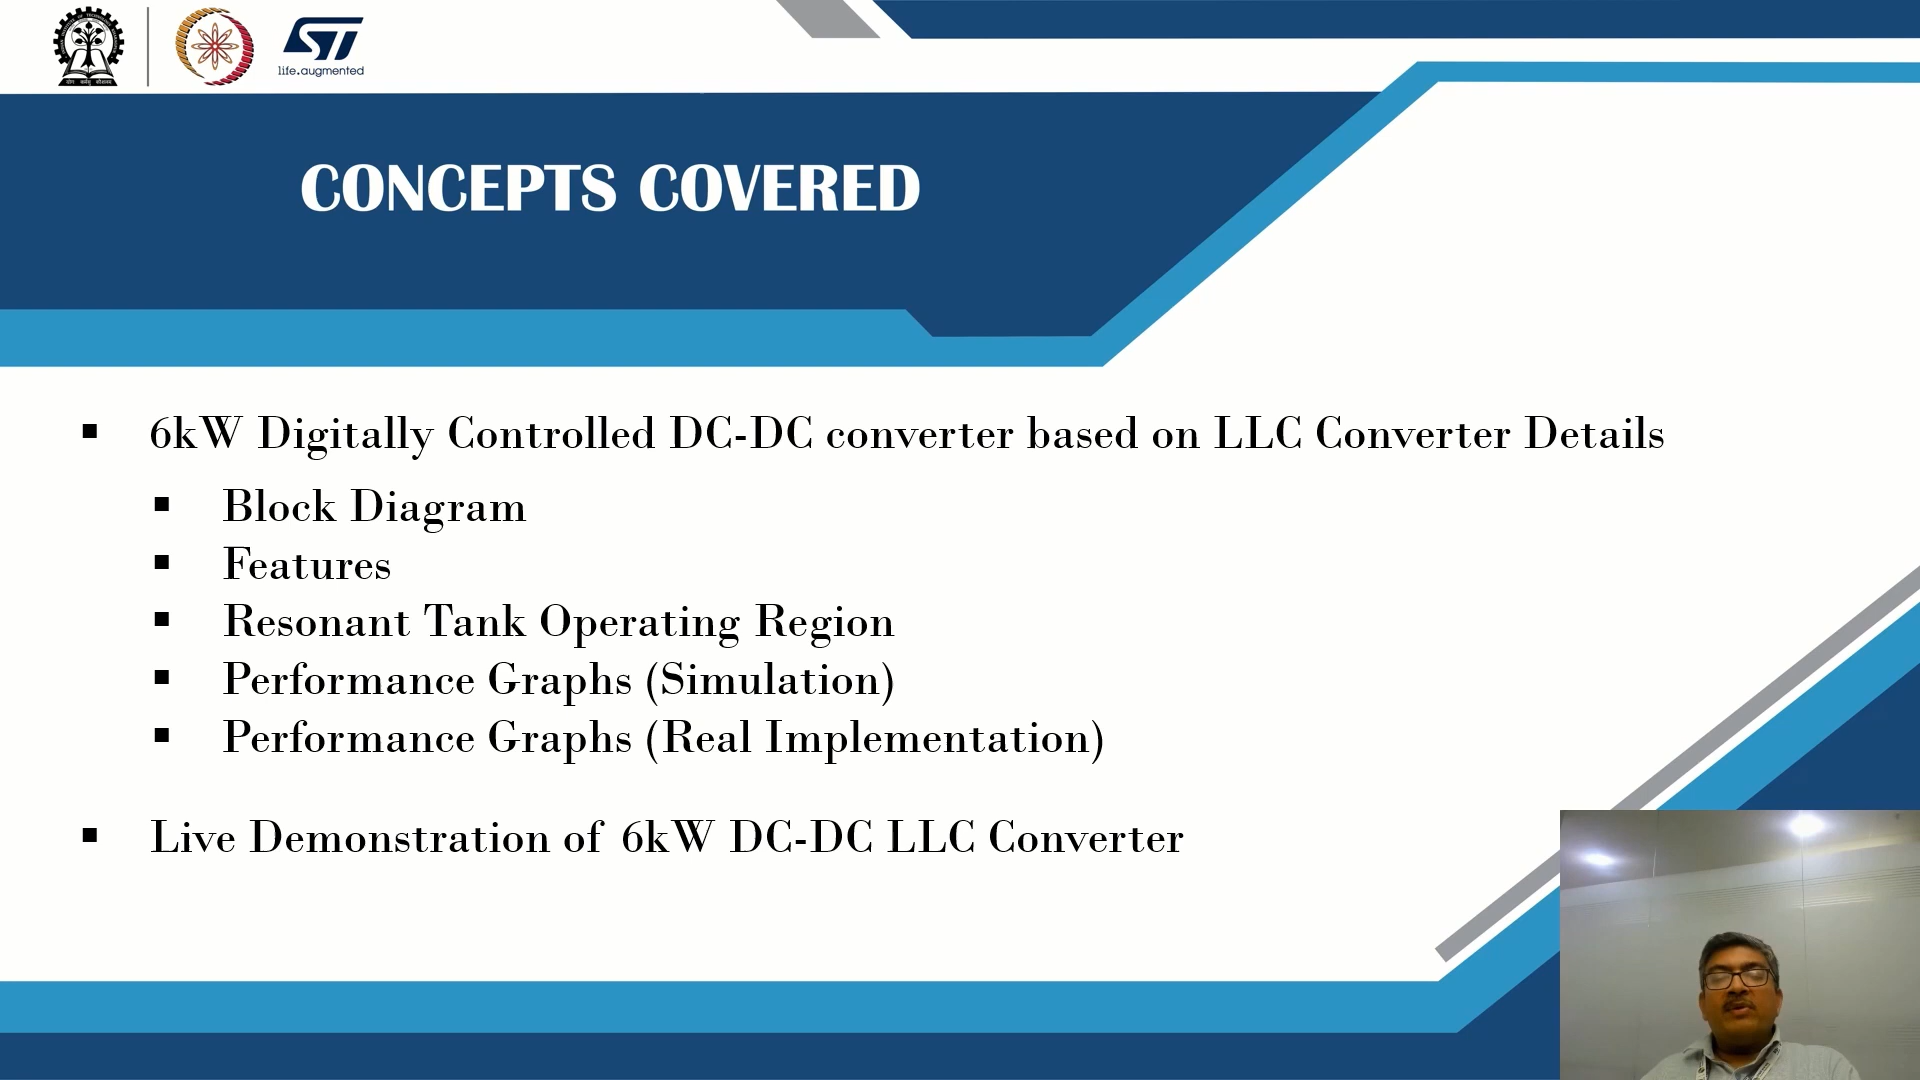 life.augmented
CONCEPTS COVERED
6kW Digitally Controlled DC-DC converter based on LLC Converter Details
Block Diagram
Features
Resonant Tank Operating Region
Performance Graphs (Simulation)
Performance Graphs (Real Implementation)
Live Demonstration of 6kW DC-DC LLC Converter